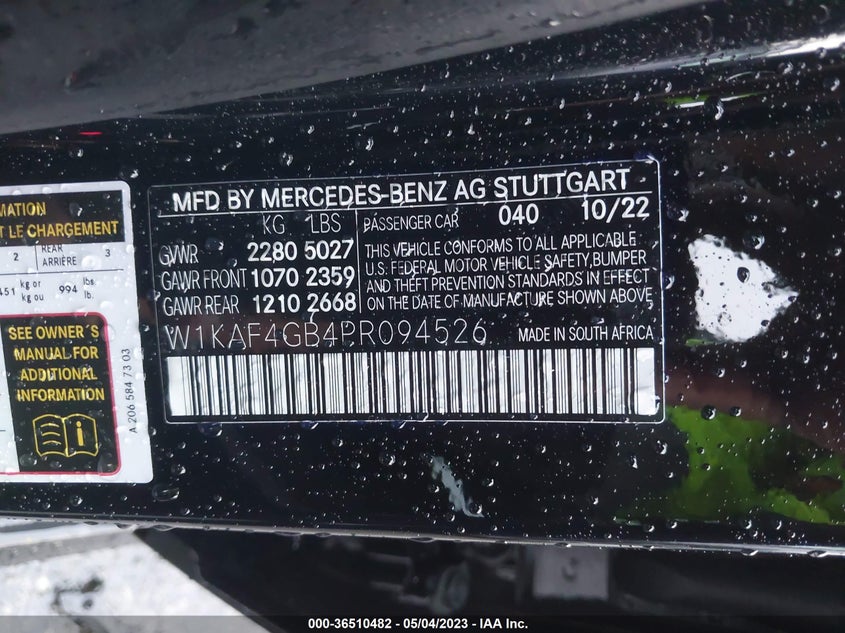 MFD BY MERCEDES-BENZ AG STUTTGART
KG LBS
PASSENGER CAR 040 10/22
GVWR 2280 5027
GAWR FRONT 1070 2359
GAWR REAR 1210 2668
THIS VEHICLE CONFORMS TO ALL APPLICABLE
U.S. FEDERAL MOTOR VEHICLE SAFETY, BUMPER
AND THEFT PREVENTION STANDARDS IN EFFECT
ON THE DATE OF MANUFACTURE SHOWN ABOVE
W1KAF4GB4PR094526 MADE IN SOUTH AFRICA
LE CHARGEMENT
2 REAR 3
ARRIÈRE
451 kg or 994 lbs.
kg ou lb.
SEE OWNER'S
MANUAL FOR
ADDITIONAL
INFORMATION
A 206 584 73 03
000-36510482 - 05/04/2023 - IAA Inc.